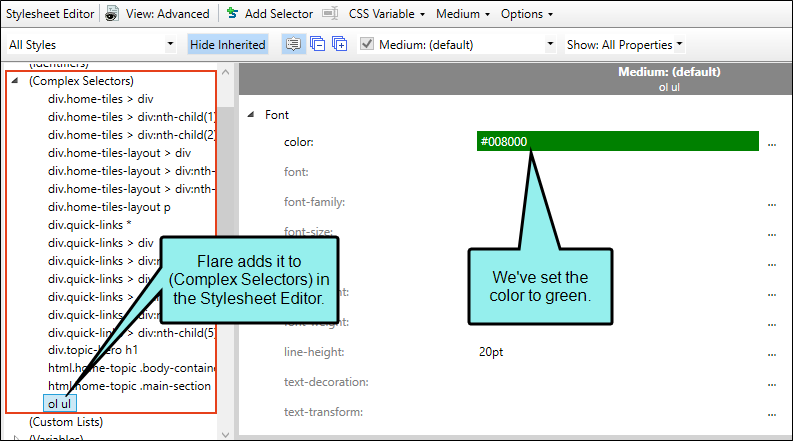 Stylesheet Editor View: Advanced Add Selector CSS Variable Medium Options
All Styles Hide Inherited Medium: (default) Show: All Properties
(Identifiers)
(Complex Selectors)
div.home-tiles > div
div.home-tiles > div:nth-child(1)
div.home-tiles > div:nth-child(2)
div.home-tiles-layout > div
div.home-tiles-layout > div:nth-
div.home-tiles-layout > div:nth-
div.home-tiles-layout p
div.quick-links *
div.quick-links > div
div.quick-links > div:n
div.quick-links > div:
div.quick-links > div:
div.quick-links > div:nth-child(5)
div.topic-hero h1
html.home-topic .body-containe
html.home-topic .main-section
ol ul
(Custom Lists)
(Variables)
Flare adds it to
(Complex Selectors) in
the Stylesheet Editor.
Medium: (default)
ol ul
Font
color: #008000 ...
font: ...
font-family: ...
font-size: ...
...
font-weight: ...
line-height: 20pt ...
text-decoration: ...
text-transform: ...
We've set the
color to green.